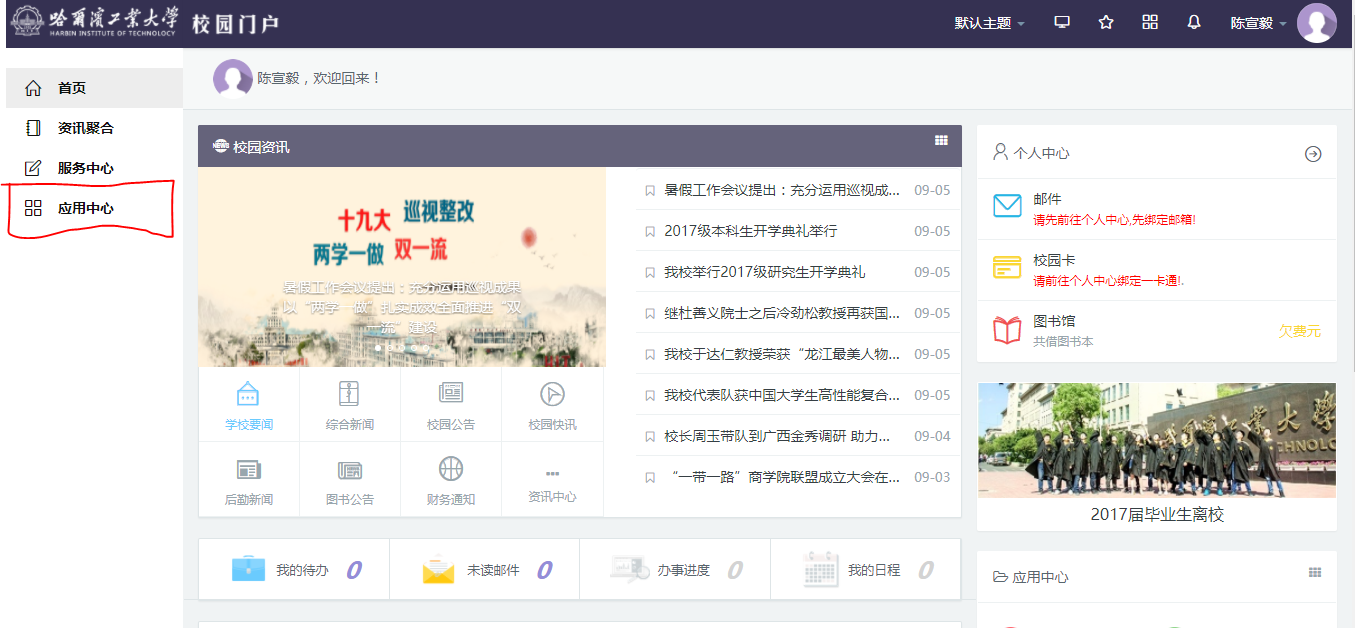 哈尔滨工业大学 校园门户
HARBIN INSTITUTE OF TECHNOLOGY
默认主题
陈宣毅
首页
资讯聚合
服务中心
应用中心
陈宣毅，欢迎回来！
NEWS 校园资讯
十九大 巡视整改
两学一做 双一流
暑假工作会议提出：充分运用巡视成果
以“两学一做”扎实成效全面推进“双
一流”建设
暑假工作会议提出：充分运用巡视成... 09-05
2017级本科生开学典礼举行 09-05
我校举行2017级研究生开学典礼 09-05
继杜善义院士之后冷劲松教授再获国... 09-05
我校于达仁教授荣获“龙江最美人物... 09-05
我校代表队获中国大学生高性能复合... 09-05
校长周玉带队到广西金秀调研 助力... 09-04
“一带一路”商学院联盟成立大会在... 09-03
学校要闻
综合新闻
校园公告
校园快讯
后勤新闻
图书公告
财务通知
资讯中心
我的待办 0
未读邮件 0
办事进度 0
我的日程 0
个人中心
邮件
请先前往个人中心,先绑定邮箱!
校园卡
请前往个人中心绑定一卡通!.
图书馆
共借图书本
欠费元
哈尔滨工业大学
2017届毕业生离校
应用中心